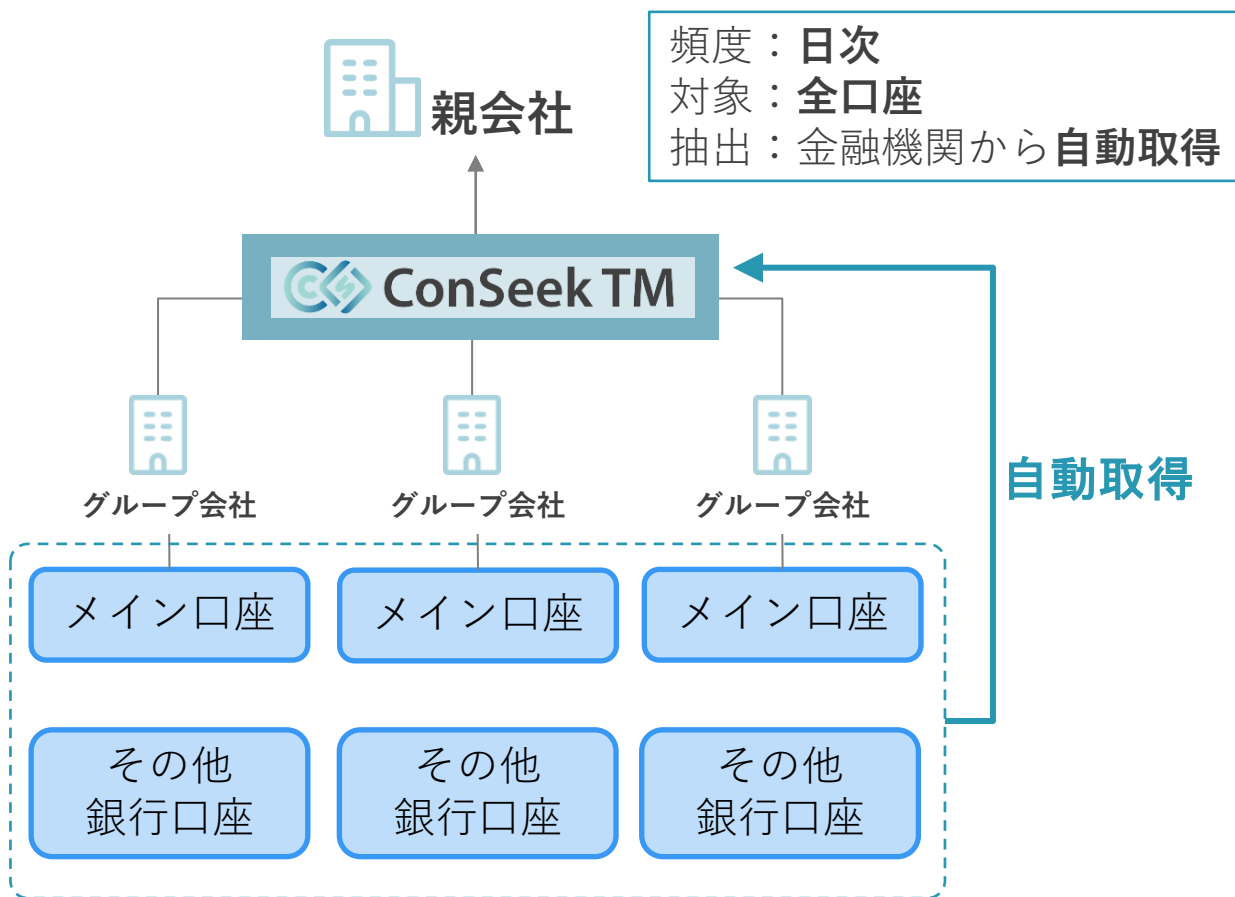 頻度：日次
対象：全口座
抽出：金融機関から自動取得
親会社
ConSeek TM
グループ会社
グループ会社
グループ会社
自動取得
メイン口座
メイン口座
メイン口座
その他
銀行口座
その他
銀行口座
その他
銀行口座